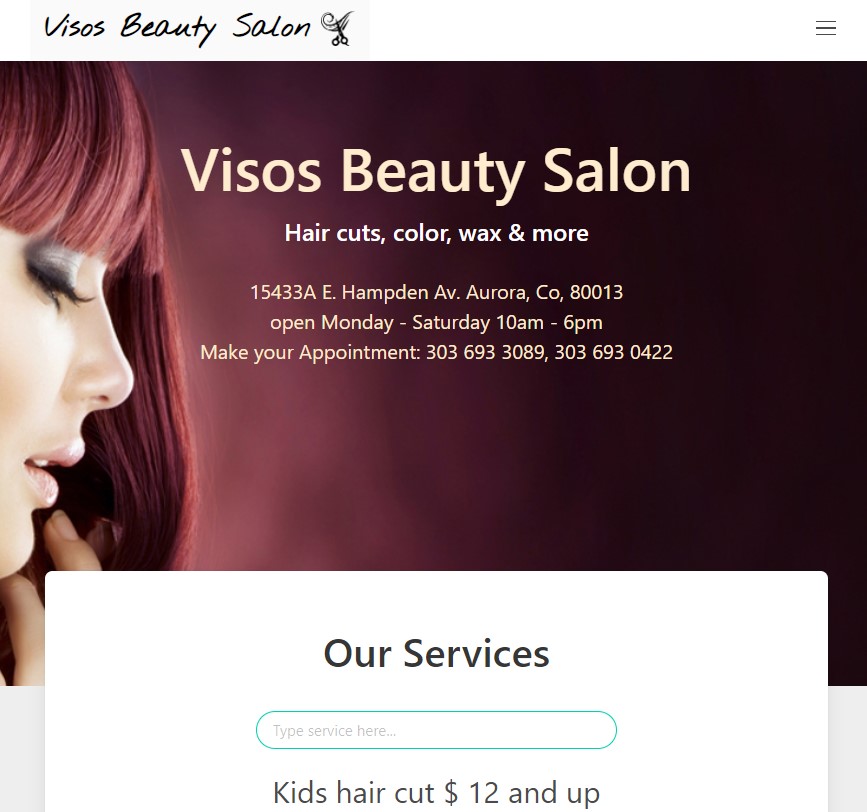 Visos Beauty Salon
Visos Beauty Salon
Hair cuts, color, wax & more
15433A E. Hampden Av. Aurora, Co, 80013
open Monday - Saturday 10am - 6pm
Make your Appointment: 303 693 3089, 303 693 0422
Our Services
Type service here...
Kids hair cut $ 12 and up